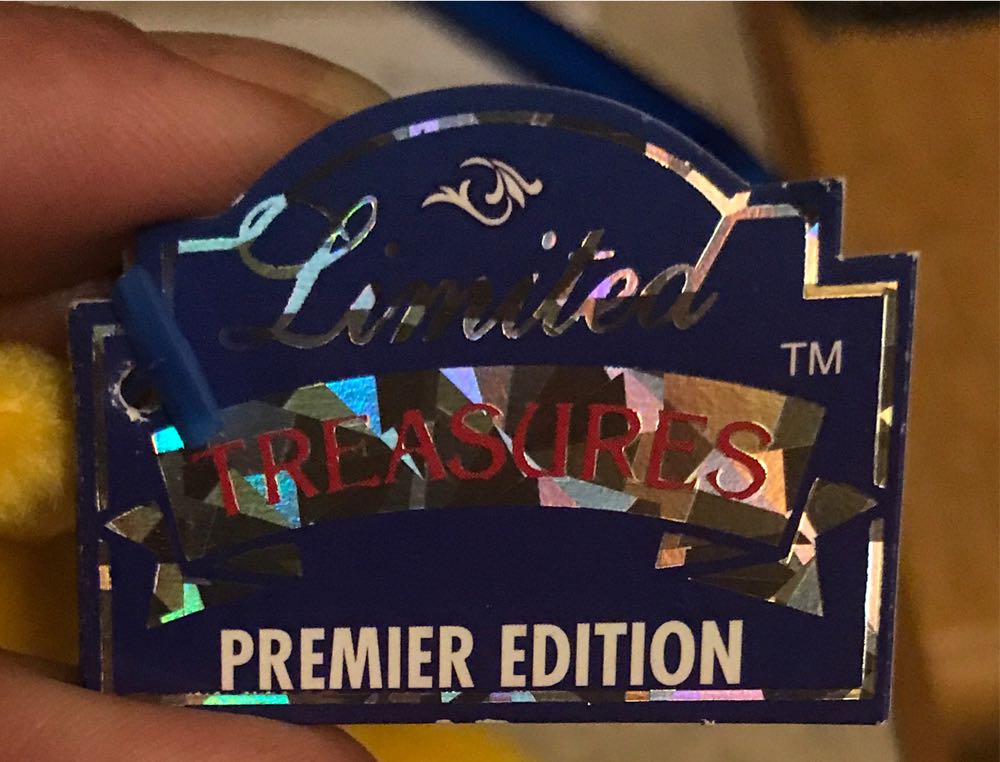 Limited
TREASURES
TM
PREMIER EDITION